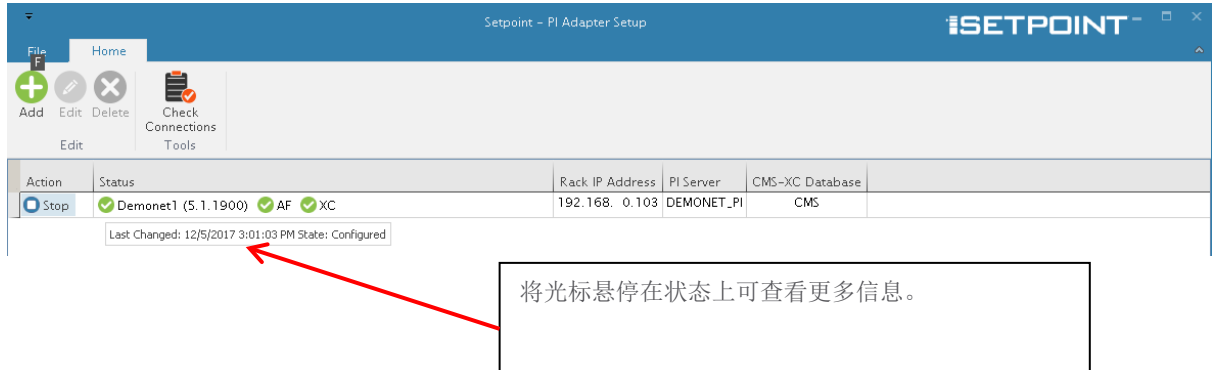 Setpoint – PI Adapter Setup
SETPOINT
File
Home
F
Add
Edit
Delete
Check
Connections
Edit
Tools
Action
Status
Rack IP Address
PI Server
CMS-XC Database
Stop
Demonet1 (5.1.1900)
AF
XC
192.168. 0.103
DEMONET_PI
CMS
Last Changed: 12/5/2017 3:01:03 PM State: Configured
将光标悬停在状态上可查看更多信息。